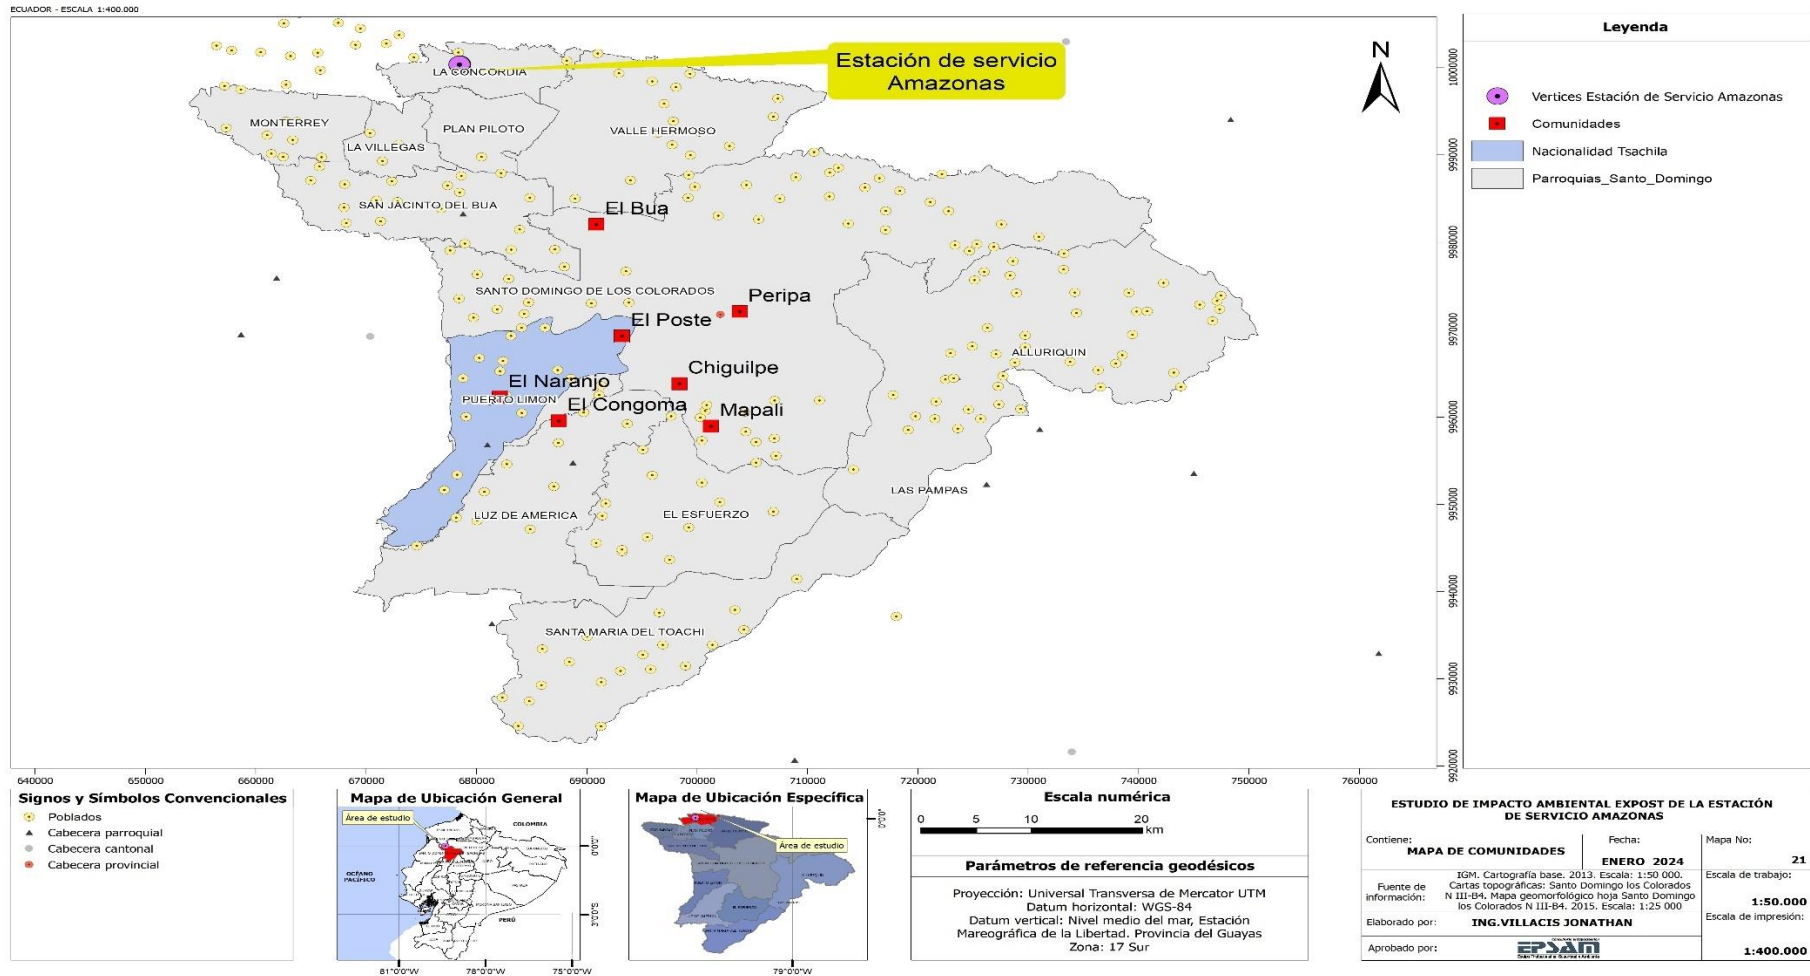 ECUADOR - ESCALA 1:400.000
Estación de servicio
Amazonas
N
LA CONCORDIA
MONTERREY
PLAN PILOTO
VALLE HERMOSO
LA VILLEGAS
SAN JACINTO DEL BUA
El Bua
SANTO DOMINGO DE LOS COLORADOS
Peripa
El Poste
ALLURIQUIN
Chiguilpe
El Naranjo
PUERTO LIMON
El Congoma
Mapali
LAS PAMPAS
LUZ DE AMERICA
EL ESFUERZO
SANTA MARIA DEL TOACHI
10000000
9990000
9980000
9970000
9960000
9950000
9940000
9930000
9920000
640000 650000 660000 670000 680000 690000 700000 710000 720000 730000 740000 750000 760000
Leyenda
Vertices Estación de Servicio Amazonas
Comunidades
Nacionalidad Tsachila
Parroquias_Santo_Domingo
Signos y Símbolos Convencionales
Poblados
Cabecera parroquial
Cabecera cantonal
Cabecera provincial
Mapa de Ubicación General
Área de estudio
COLOMBIA
OCÉANO
PACÍFICO
PERÚ
0°0'0"
3°0'0"S
81°0'0"W 78°0'0"W 75°0'0"W
Mapa de Ubicación Específica
Área de estudio
0°0'0"
79°0'0"W
Escala numérica
0 5 10 20
km
Parámetros de referencia geodésicos
Proyección: Universal Transversa de Mercator UTM
Datum horizontal: WGS-84
Datum vertical: Nivel medio del mar, Estación
Mareográfica de la Libertad. Provincia del Guayas
Zona: 17 Sur
ESTUDIO DE IMPACTO AMBIENTAL EXPOST DE LA ESTACIÓN
DE SERVICIO AMAZONAS
Contiene:
MAPA DE COMUNIDADES
Fecha:
ENERO 2024
Mapa No:
21
Fuente de
información:
IGM. Cartografía base. 2013. Escala: 1:50 000.
Cartas topográficas: Santo Domingo los Colorados
N III-B4. Mapa geomorfológico hoja Santo Domingo
los Colorados N III-B4. 2015. Escala: 1:25 000
Escala de trabajo:
1:50.000
Elaborado por: ING.VILLACIS JONATHAN
Escala de impresión:
1:400.000
Aprobado por:
EPSAM